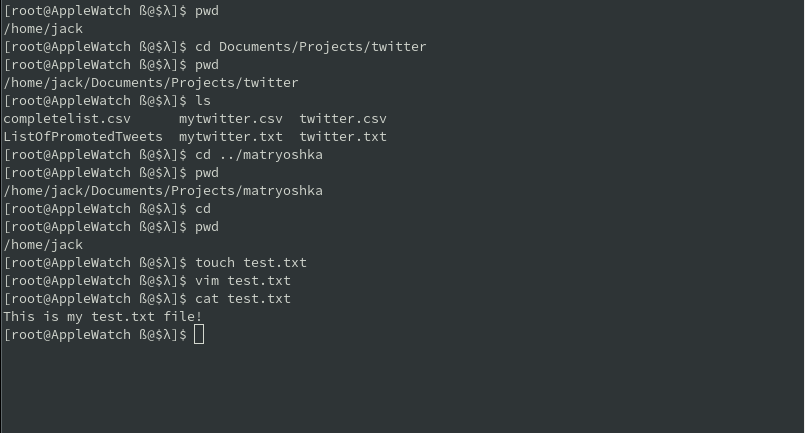 [root@AppleWatch ß@$λ]$ pwd
/home/jack
[root@AppleWatch ß@$λ]$ cd Documents/Projects/twitter
[root@AppleWatch ß@$λ]$ pwd
/home/jack/Documents/Projects/twitter
[root@AppleWatch ß@$λ]$ ls
completelist.csv      mytwitter.csv  twitter.csv
ListOfPromotedTweets  mytwitter.txt  twitter.txt
[root@AppleWatch ß@$λ]$ cd ../matryoshka
[root@AppleWatch ß@$λ]$ pwd
/home/jack/Documents/Projects/matryoshka
[root@AppleWatch ß@$λ]$ cd
[root@AppleWatch ß@$λ]$ pwd
/home/jack
[root@AppleWatch ß@$λ]$ touch test.txt
[root@AppleWatch ß@$λ]$ vim test.txt
[root@AppleWatch ß@$λ]$ cat test.txt
This is my test.txt file!
[root@AppleWatch ß@$λ]$